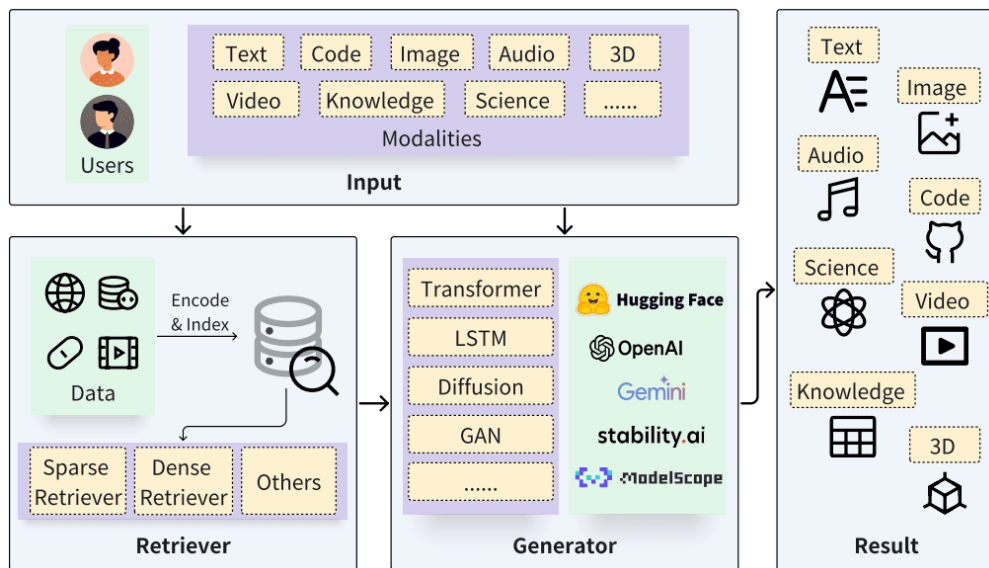 Text
Code
Image
Audio
3D
Video
Knowledge
Science
......
Modalities
Users
Input
Encode
& Index
Data
Sparse
Retriever
Dense
Retriever
Others
Retriever
Transformer
LSTM
Diffusion
GAN
......
Hugging Face
OpenAI
Gemini
stability.ai
ModelScope
Generator
Text
Image
Audio
Code
Science
Video
Knowledge
3D
Result